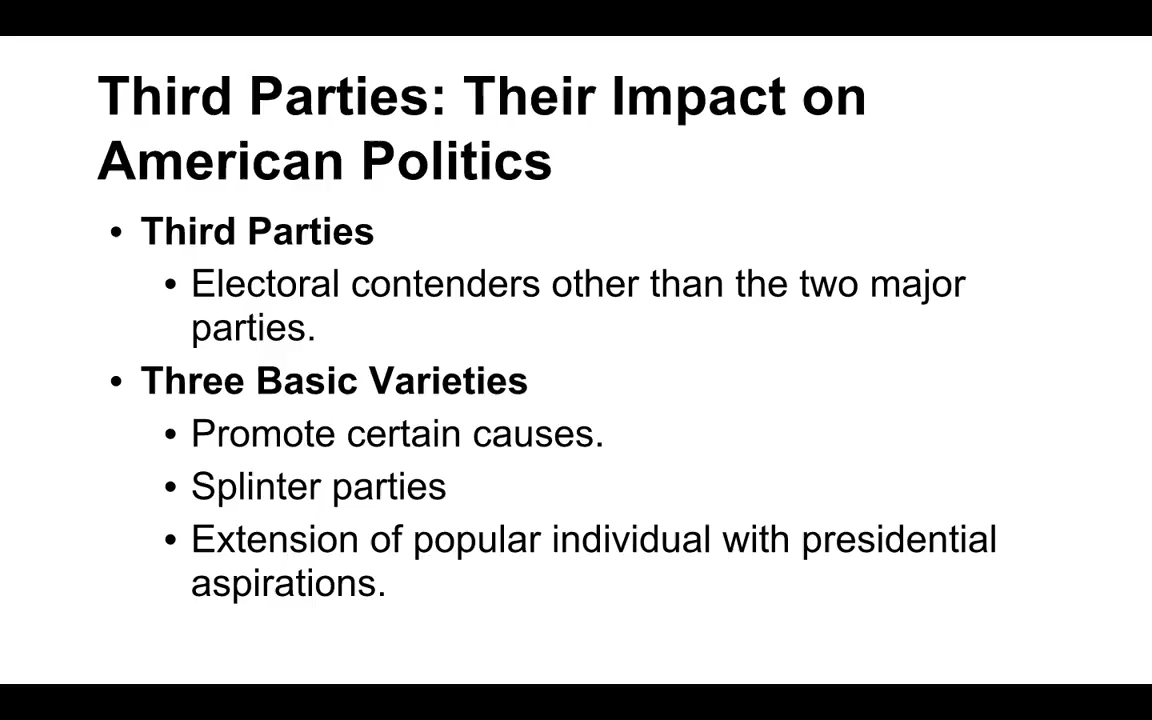 Third Parties: Their Impact on
American Politics
• Third Parties
• Electoral contenders other than the two major
parties.
• Three Basic Varieties
• Promote certain causes.
• Splinter parties
• Extension of popular individual with presidential
aspirations.